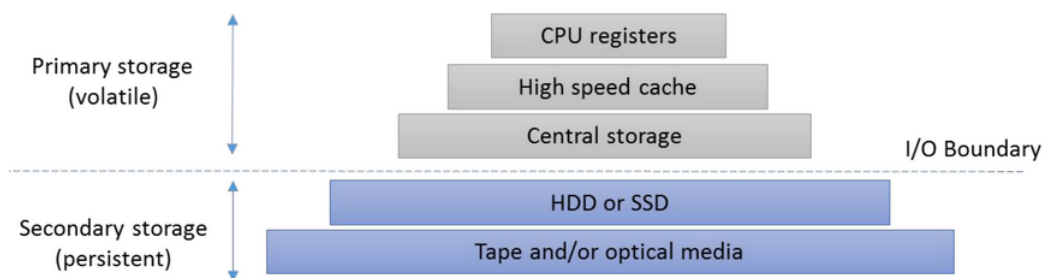 CPU registers
Primary storage
(volatile)
High speed cache
Central storage
I/O Boundary
HDD or SSD
Secondary storage
(persistent)
Tape and/or optical media